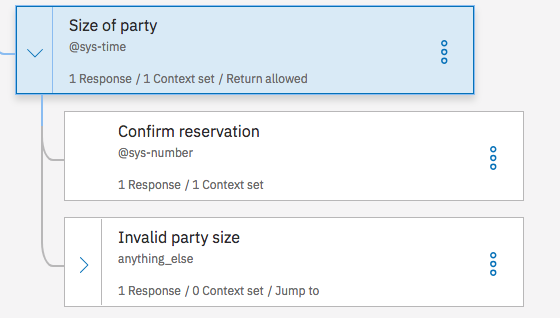 Size of party
@sys-time
1 Response / 1 Context set / Return allowed
Confirm reservation
@sys-number
1 Response / 1 Context set
Invalid party size
anything_else
1 Response / 0 Context set / Jump to